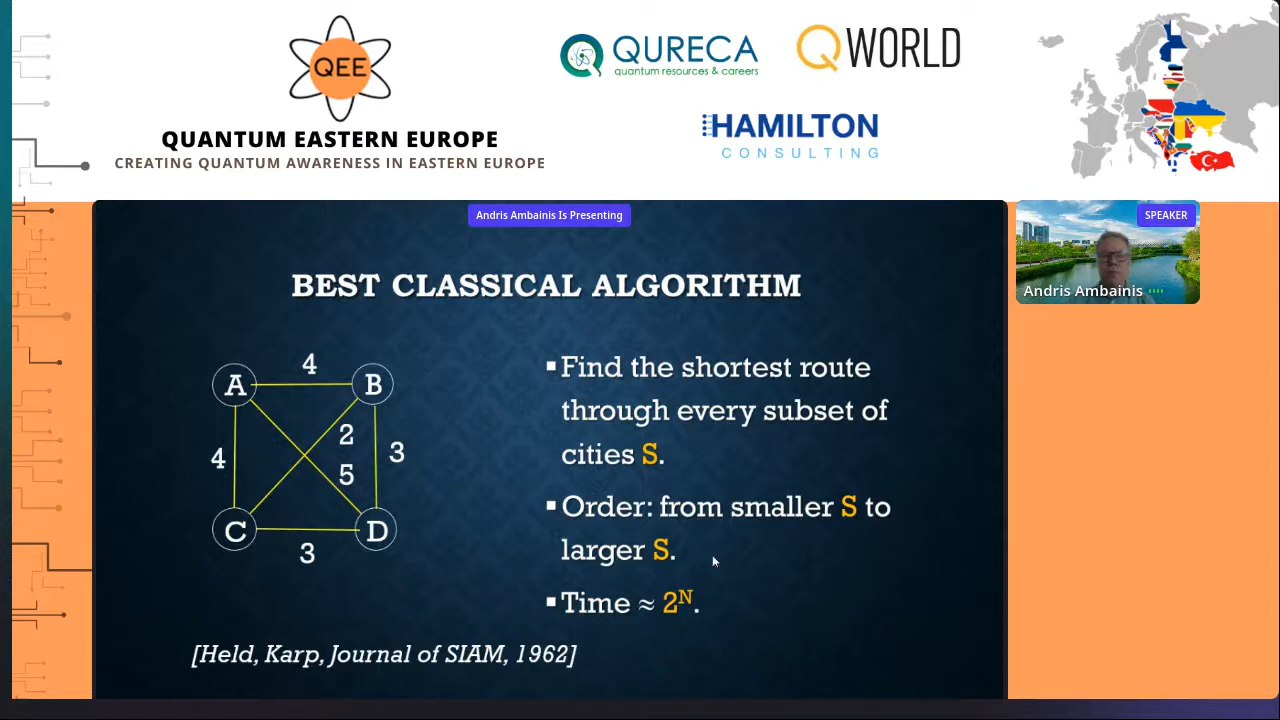 QEE
QUANTUM EASTERN EUROPE
CREATING QUANTUM AWARENESS IN EASTERN EUROPE
QURECA
quantum resources & careers
QWORLD
HAMILTON
CONSULTING
Andris Ambainis Is Presenting
SPEAKER
Andris Ambainis
BEST CLASSICAL ALGORITHM
4
A
B
2
4
3
5
C
D
3
▪Find the shortest route
through every subset of
cities S.
▪Order: from smaller S to
larger S.
▪Time ≈ 2ᴺ.
[Held, Karp, Journal of SIAM, 1962]